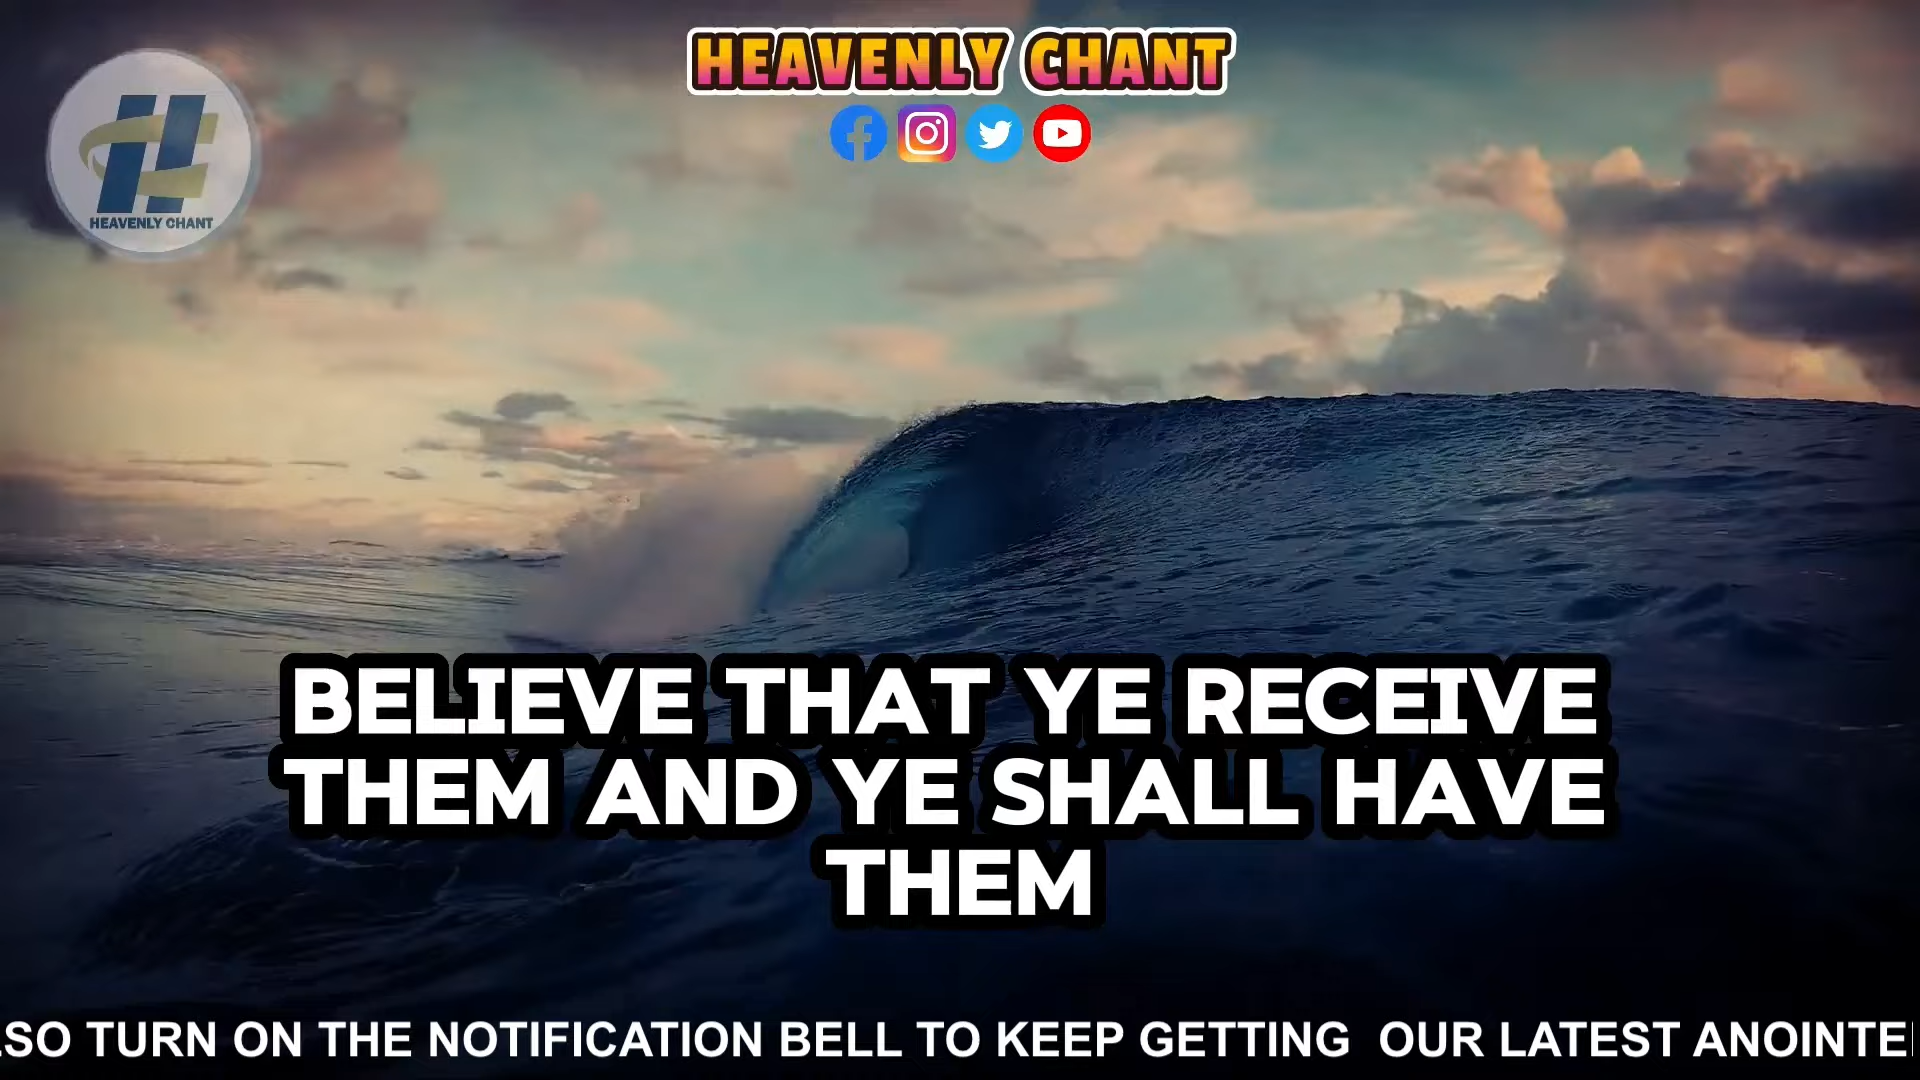 HEAVENLY CHANT
HEAVENLY CHANT
BELIEVE THAT YE RECEIVE
THEM AND YE SHALL HAVE
THEM
TURN ON THE NOTIFICATION BELL TO KEEP GETTING OUR LATEST